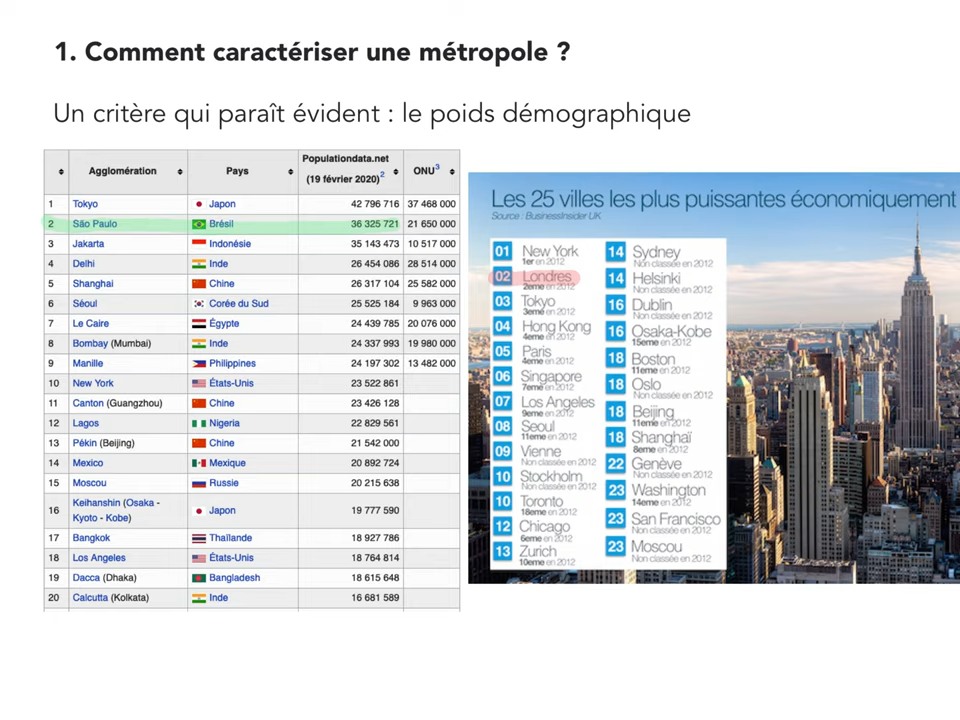 1. Comment caractériser une métropole ?
Un critère qui paraît évident : le poids démographique
Agglomération Pays Populationdata.net (19 février 2020)2 ONU3
1 Tokyo Japon 42 796 716 37 468 000
2 São Paulo Brésil 36 325 721 21 650 000
3 Jakarta Indonésie 35 143 473 10 517 000
4 Delhi Inde 26 454 086 28 514 000
5 Shanghai Chine 26 317 104 25 582 000
6 Séoul Corée du Sud 25 525 184 9 963 000
7 Le Caire Égypte 24 439 785 20 076 000
8 Bombay (Mumbai) Inde 24 337 993 19 980 000
9 Manille Philippines 24 197 302 13 482 000
10 New York États-Unis 23 522 861
11 Canton (Guangzhou) Chine 23 426 128
12 Lagos Nigeria 22 829 561
13 Pékin (Beijing) Chine 21 542 000
14 Mexico Mexique 20 892 724
15 Moscou Russie 20 215 638
16 Keihanshin (Osaka - Kyoto - Kobe) Japon 19 777 590
17 Bangkok Thaïlande 18 927 786
18 Los Angeles États-Unis 18 764 814
19 Dacca (Dhaka) Bangladesh 18 615 648
20 Calcutta (Kolkata) Inde 16 681 589
Les 25 villes les plus puissantes économiquement
Source : BusinessInsider UK
01 New York
1er en 2012
02 Londres
2eme en 2012
03 Tokyo
3eme en 2012
04 Hong Kong
4eme en 2012
05 Paris
4eme en 2012
06 Singapore
7eme en 2012
07 Los Angeles
9eme en 2012
08 Seoul
11eme en 2012
09 Vienne
Non classée en 2012
10 Stockholm
Non classée en 2012
10 Toronto
18eme en 2012
12 Chicago
6eme en 2012
13 Zurich
10eme en 2012
14 Sydney
Non classée en 2012
14 Helsinki
Non classée en 2012
16 Dublin
Non classée en 2012
16 Osaka-Kobe
15eme en 2012
18 Boston
11eme en 2012
18 Oslo
Non classée en 2012
18 Beijing
11eme en 2012
18 Shanghaï
8eme en 2012
22 Genève
Non classée en 2012
23 Washington
14eme en 2012
23 San Francisco
Non classée en 2012
23 Moscou
Non classée en 2012